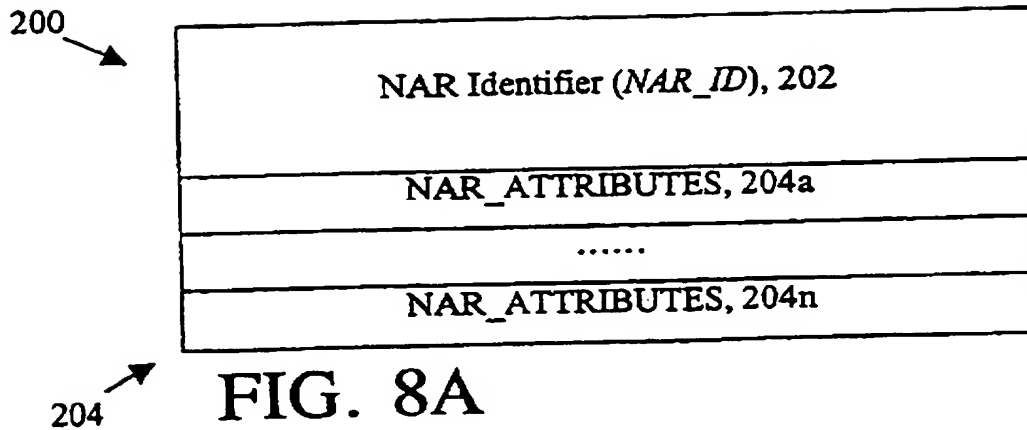 200
NAR Identifier (NAR_ID), 202
NAR_ATTRIBUTES, 204a
......
NAR_ATTRIBUTES, 204n
204
FIG. 8A